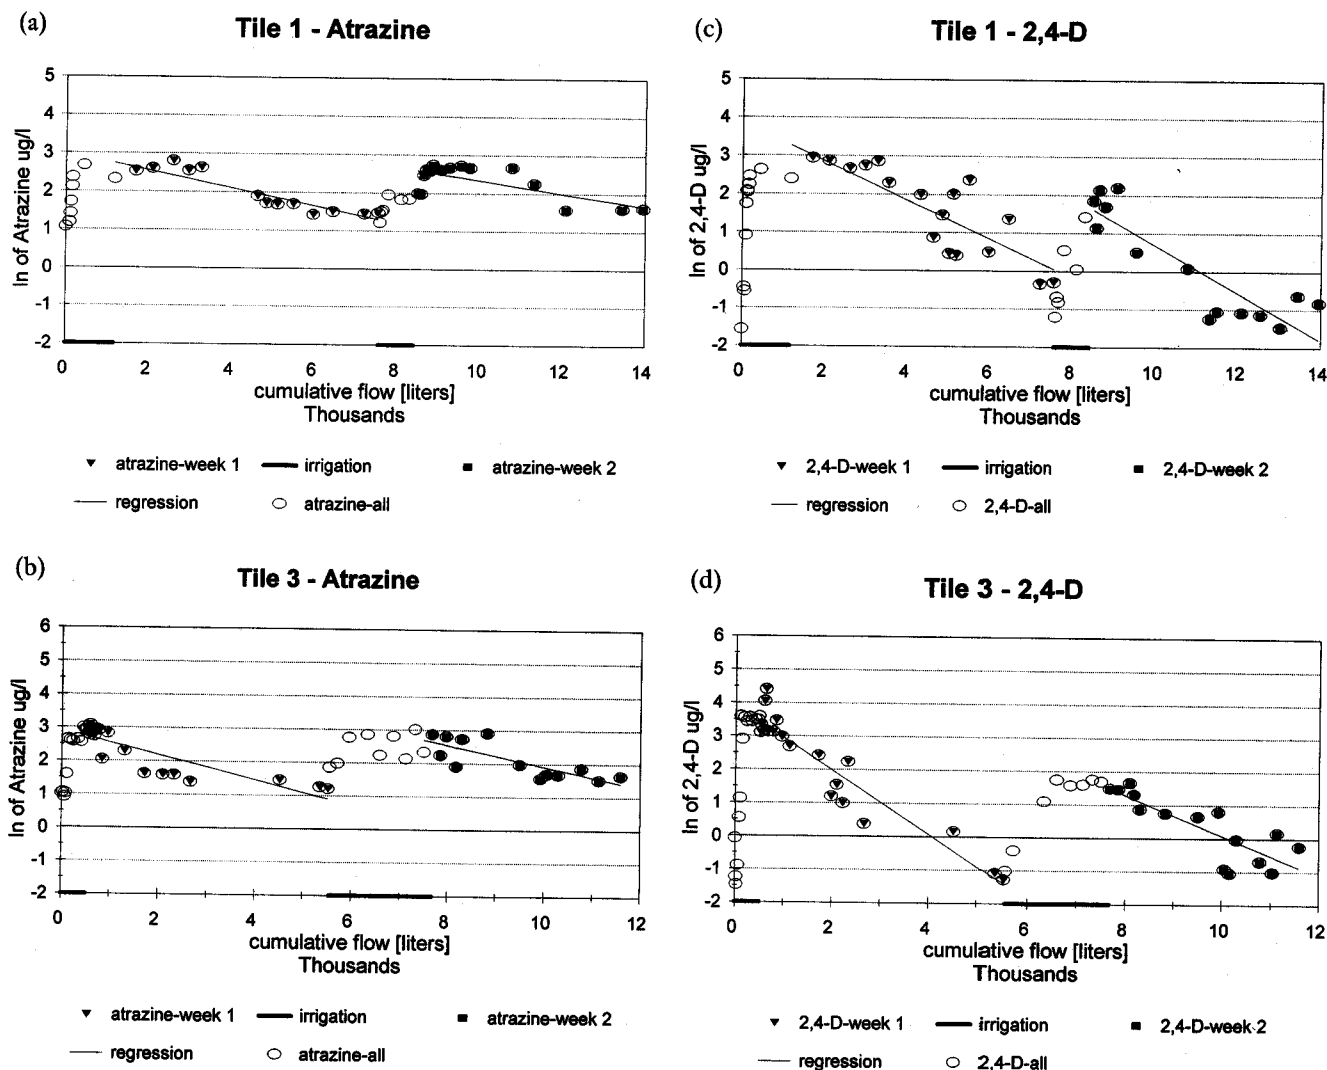 (a)
Tile 1 - Atrazine
ln of Atrazine ug/l
5
4
3
2
1
0
-1
-2
0 2 4 6 8 10 12 14
cumulative flow [liters]
Thousands
atrazine-week 1 irrigation atrazine-week 2
regression atrazine-all
(c)
Tile 1 - 2,4-D
ln of 2,4-D ug/l
5
4
3
2
1
0
-1
-2
0 2 4 6 8 10 12 14
cumulative flow [liters]
Thousands
2,4-D-week 1 irrigation 2,4-D-week 2
regression 2,4-D-all
(b)
Tile 3 - Atrazine
ln of Atrazine ug/l
6
5
4
3
2
1
0
-1
-2
0 2 4 6 8 10 12
cumulative flow [liters]
Thousands
atrazine-week 1 irrigation atrazine-week 2
regression atrazine-all
(d)
Tile 3 - 2,4-D
ln of 2,4-D ug/l
6
5
4
3
2
1
0
-1
-2
0 2 4 6 8 10 12
cumulative flow [liters]
Thousands
2,4-D-week 1 irrigation 2,4-D-week 2
regression 2,4-D-all